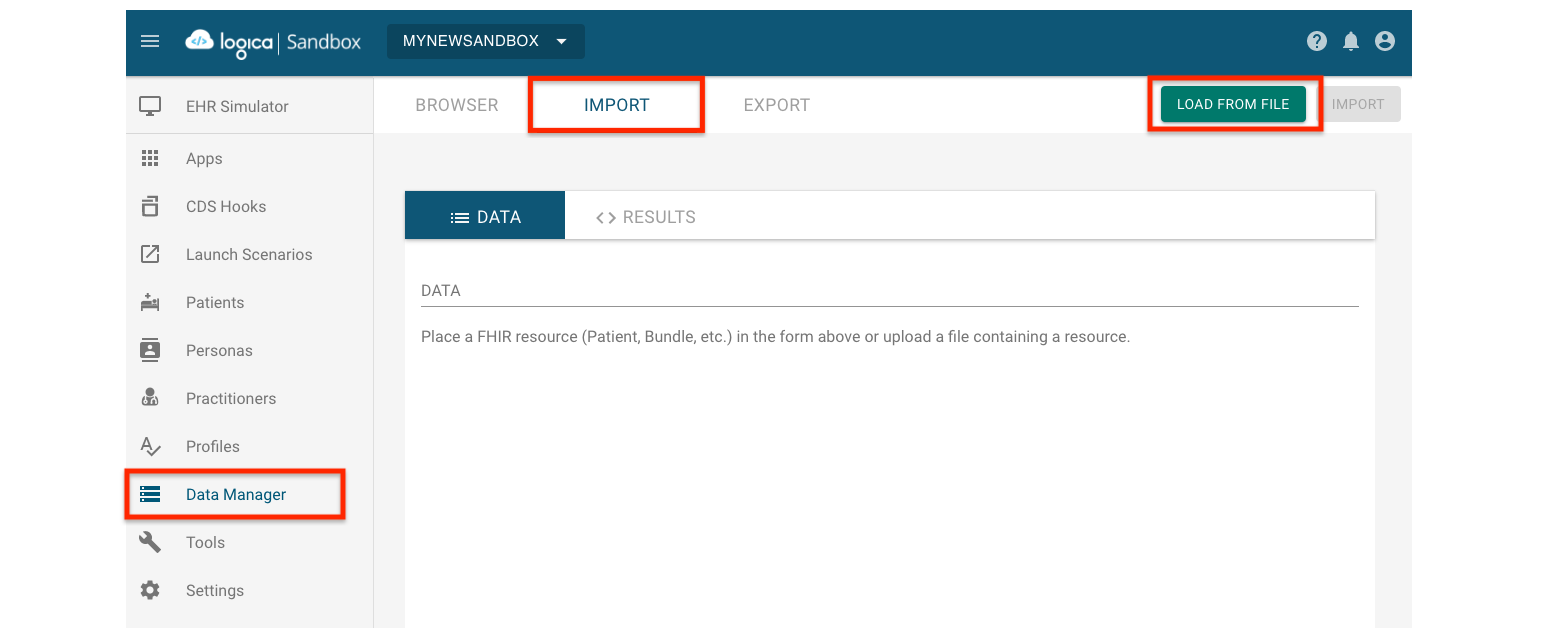 logica | Sandbox
MYNEWSANDBOX
EHR Simulator
Apps
CDS Hooks
Launch Scenarios
Patients
Personas
Practitioners
Profiles
Data Manager
Tools
Settings
BROWSER
IMPORT
EXPORT
LOAD FROM FILE
IMPORT
DATA
RESULTS
DATA
Place a FHIR resource (Patient, Bundle, etc.) in the form above or upload a file containing a resource.